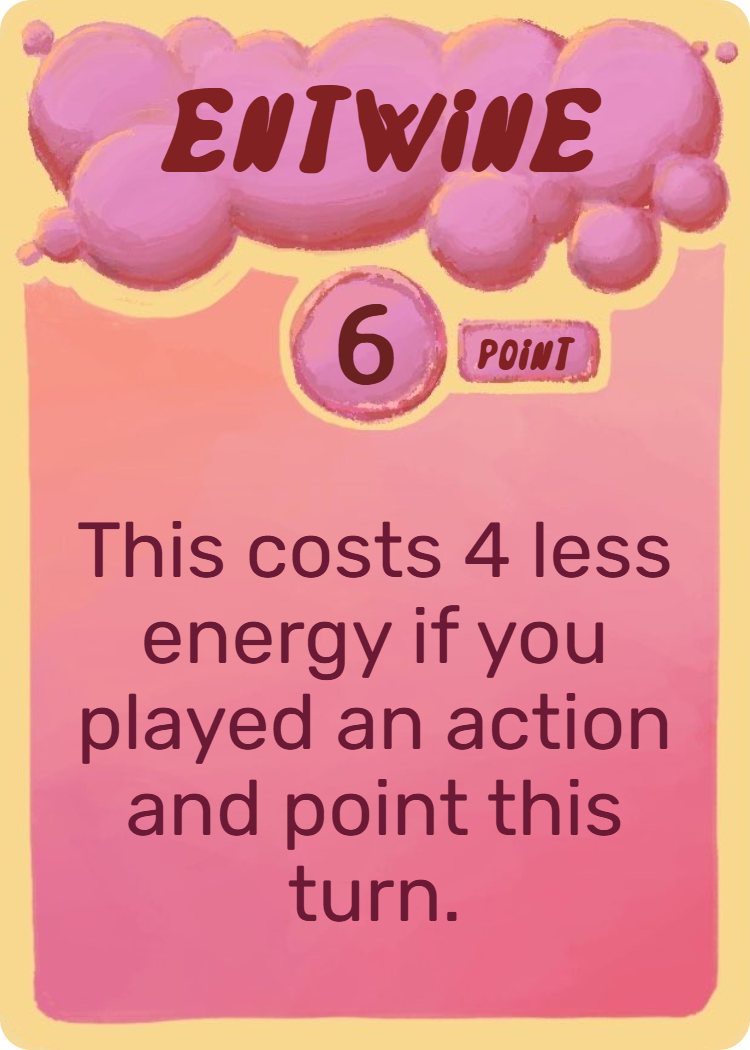 ENTWINE
6
POINT
This costs 4 less
energy if you
played an action
and point this
turn.